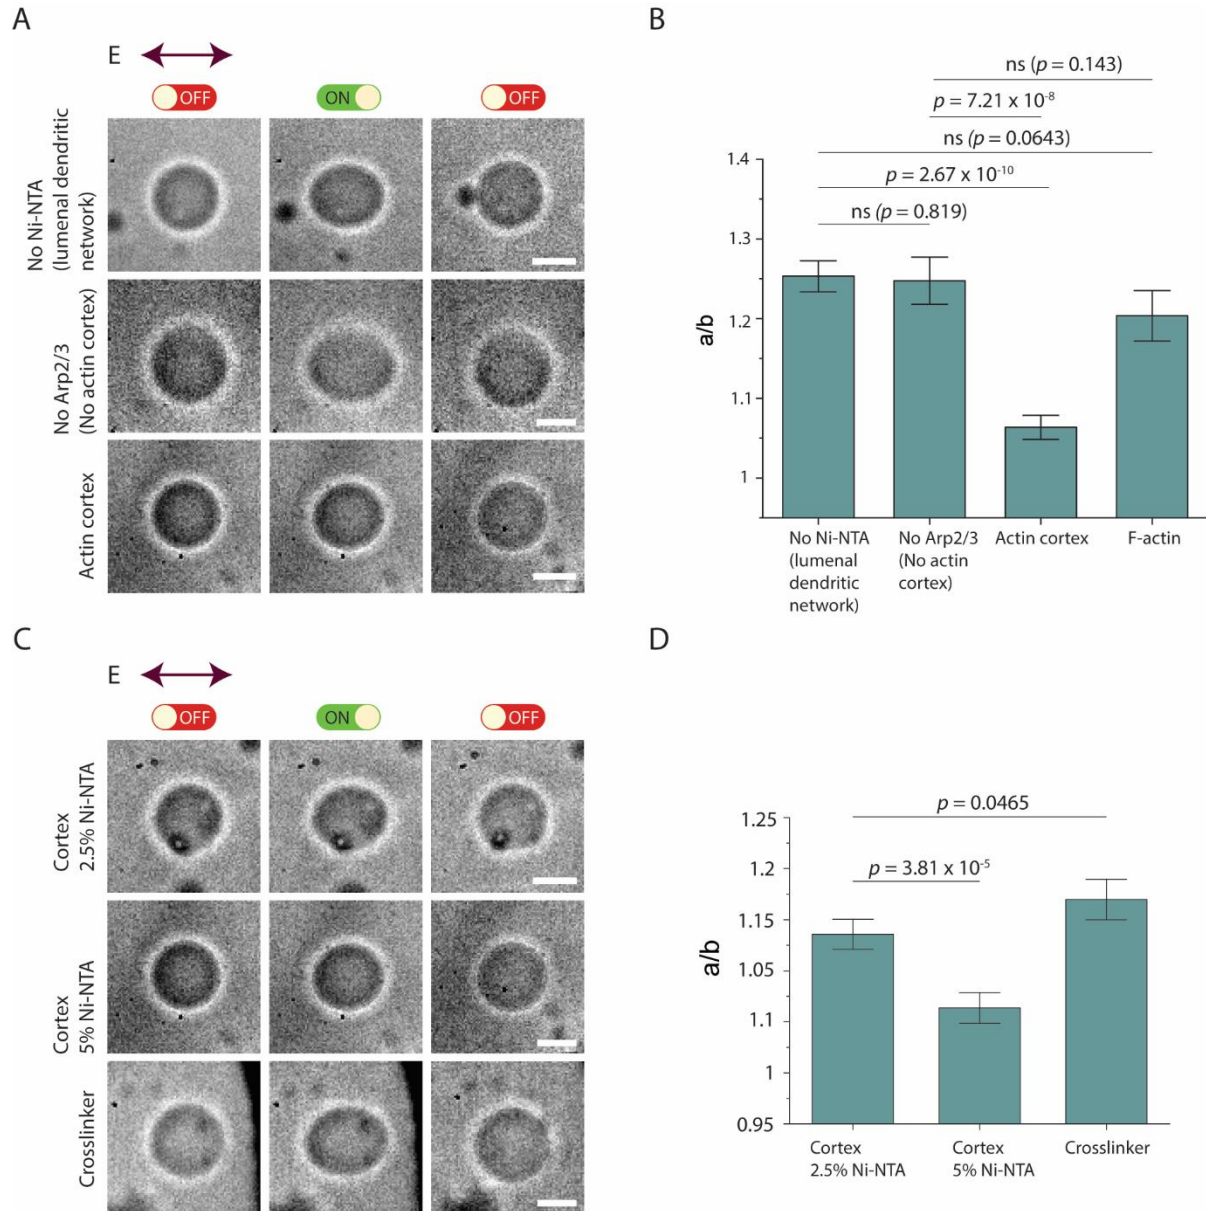 A
E
OFF
ON
OFF
No Ni-NTA
(lumenal dendritic
network)
No Arp2/3
(No actin cortex)
Actin cortex
B
ns (p = 0.143)
p = 7.21 x 10-8
ns (p = 0.0643)
p = 2.67 x 10-10
ns (p = 0.819)
1.4
1.3
1.2
1.1
1
a/b
No Ni-NTA
(lumenal
dendritic
network)
No Arp2/3
(No actin
cortex)
Actin cortex
F-actin
C
E
OFF
ON
OFF
Cortex
2.5% Ni-NTA
Cortex
5% Ni-NTA
Crosslinker
D
p = 0.0465
p = 3.81 x 10-5
1.25
1.2
1.15
1.05
1.1
1
0.95
a/b
Cortex
2.5% Ni-NTA
Cortex
5% Ni-NTA
Crosslinker